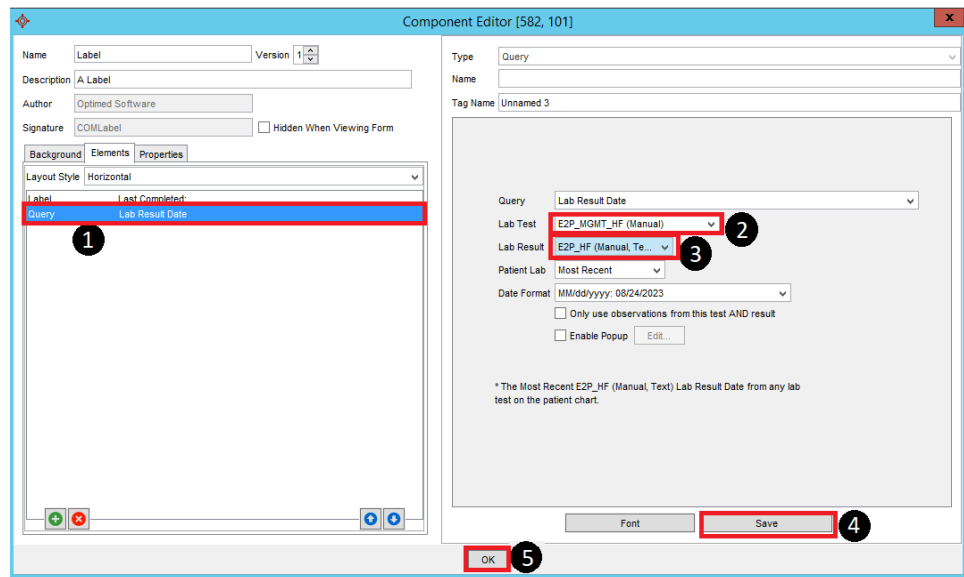 Component Editor [582, 101]
x
Name Label Version 1
Description A Label
Author Optimed Software
Signature COMLabel Hidden When Viewing Form
Background Elements Properties
Layout Style Horizontal
Label Last Completed:
Query Lab Result Date
1
Type Query
Name
Tag Name Unnamed 3
Query Lab Result Date
Lab Test E2P_MGMT_HF (Manual)
2
Lab Result E2P_HF (Manual, Te...
3
Patient Lab Most Recent
Date Format MM/dd/yyyy: 08/24/2023
Only use observations from this test AND result
Enable Popup Edit...
* The Most Recent E2P_HF (Manual, Text) Lab Result Date from any lab
test on the patient chart.
Font Save
4
OK
5